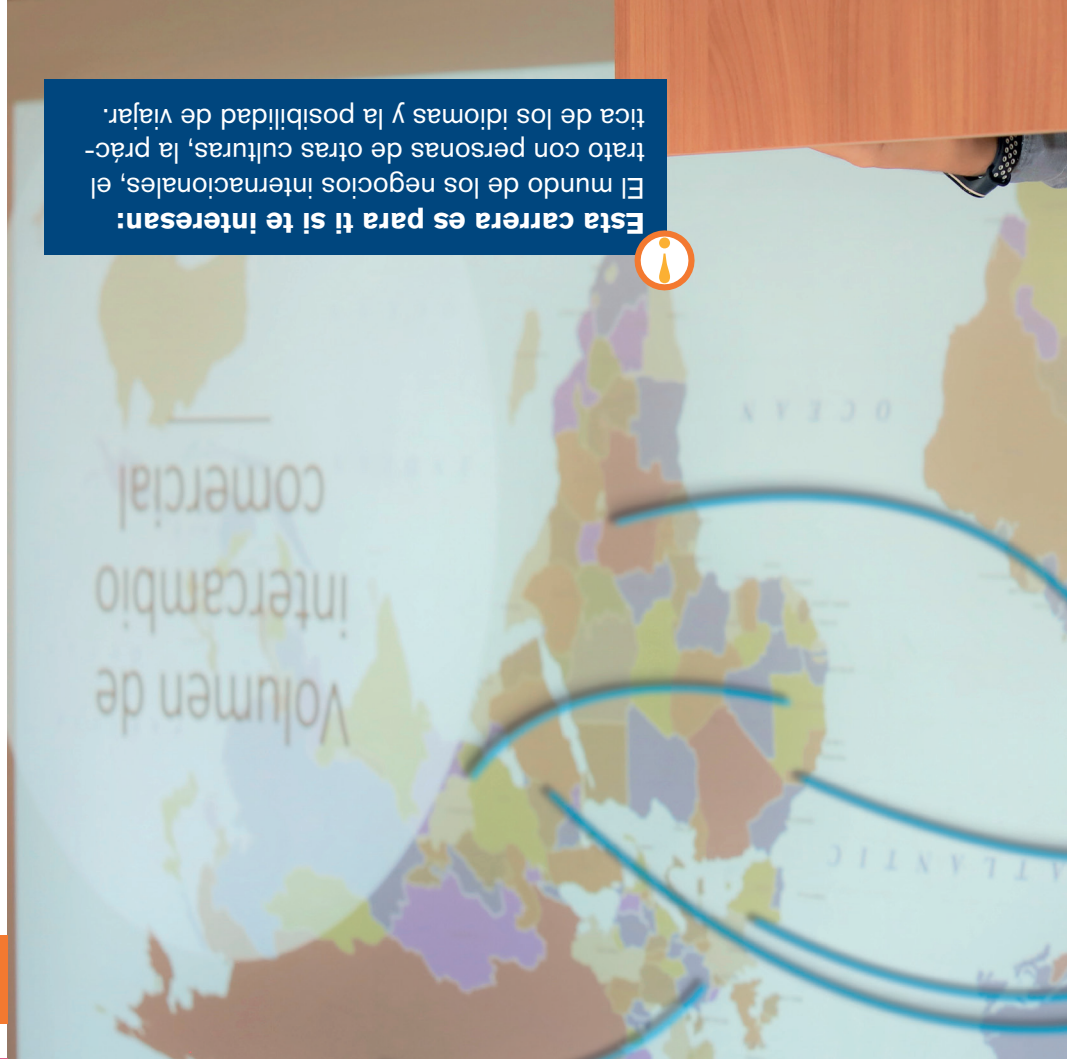 Esta carrera es para ti si te interesan:
El mundo de los negocios internacionales, el
trato con personas de otras culturas, la prác-
tica de los idiomas y la posibilidad de viajar.
Volumen de
intercambio
comercial
ATLANTIC
OCEAN